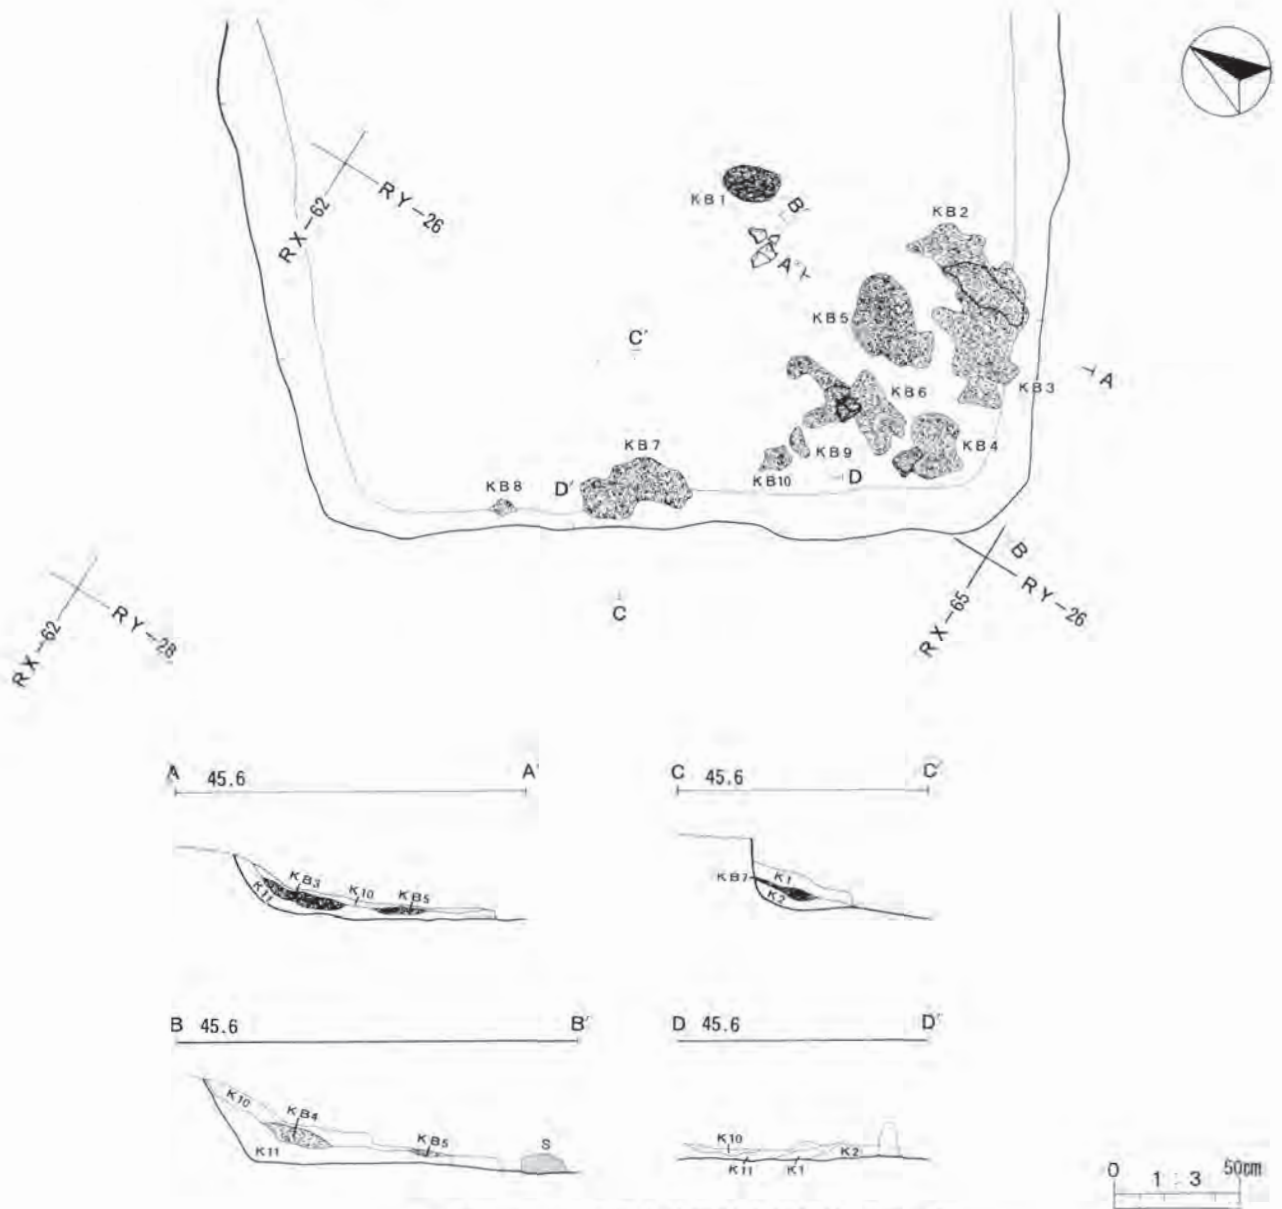 KB1
B'
A'
KB2
RX-62
RY-26
KB5
C'
A
KB3
KB6
KB7
KB9
KB4
KB10
D
KB8
D'
B
RX-65
RY-26
C
RX-62
RY-28
A 45.6 A'
C 45.6 C'
KB3
K10
KB5
K11
K1
KB7
K2
B 45.6 B'
D 45.6 D'
K10
KB4
KB5
S
K11
K10
K2
K11
K1
0 1:3 50cm